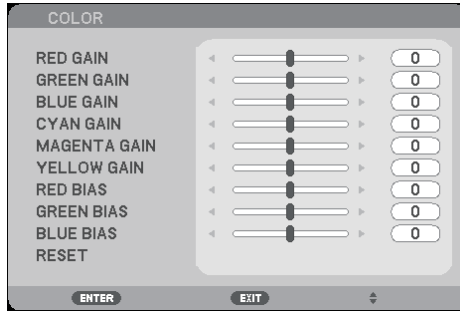 COLOR
RED GAIN 0
GREEN GAIN 0
BLUE GAIN 0
CYAN GAIN 0
MAGENTA GAIN 0
YELLOW GAIN 0
RED BIAS 0
GREEN BIAS 0
BLUE BIAS 0
RESET
ENTER EXIT